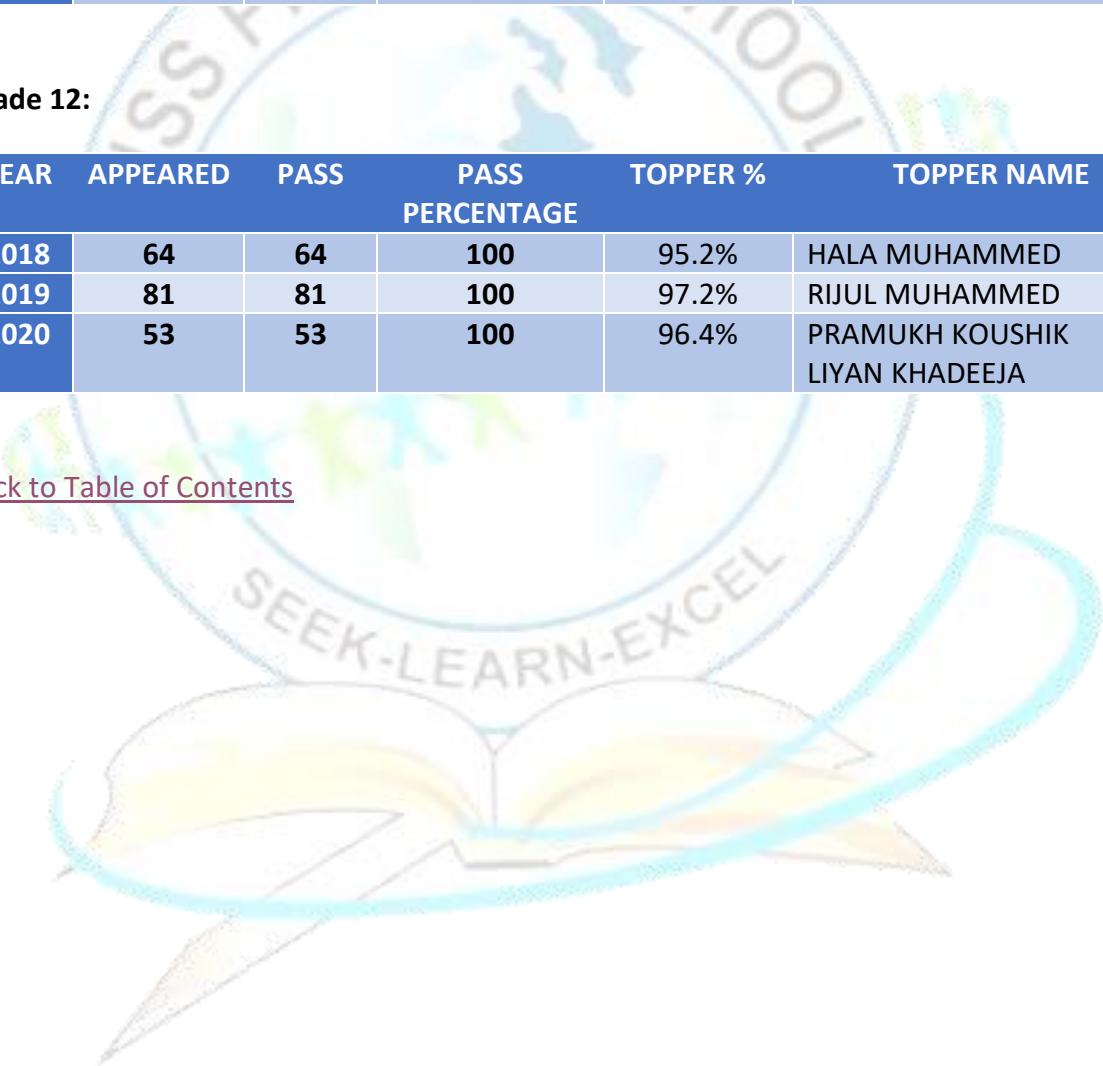 ade 12:
EAR APPEARED PASS PASS PERCENTAGE TOPPER % TOPPER NAME
018 64 64 100 95.2% HALA MUHAMMED
019 81 81 100 97.2% RIJUL MUHAMMED
020 53 53 100 96.4% PRAMUKH KOUSHIK
LIYAN KHADEEJA
ck to Table of Contents
SEEK-LEARN-EXCEL